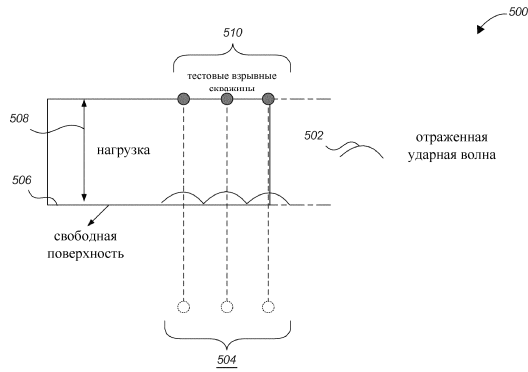 500
510
тестовые взрывные
скважины
508
нагрузка
502
отраженная
ударная волна
506
свободная
поверхность
504